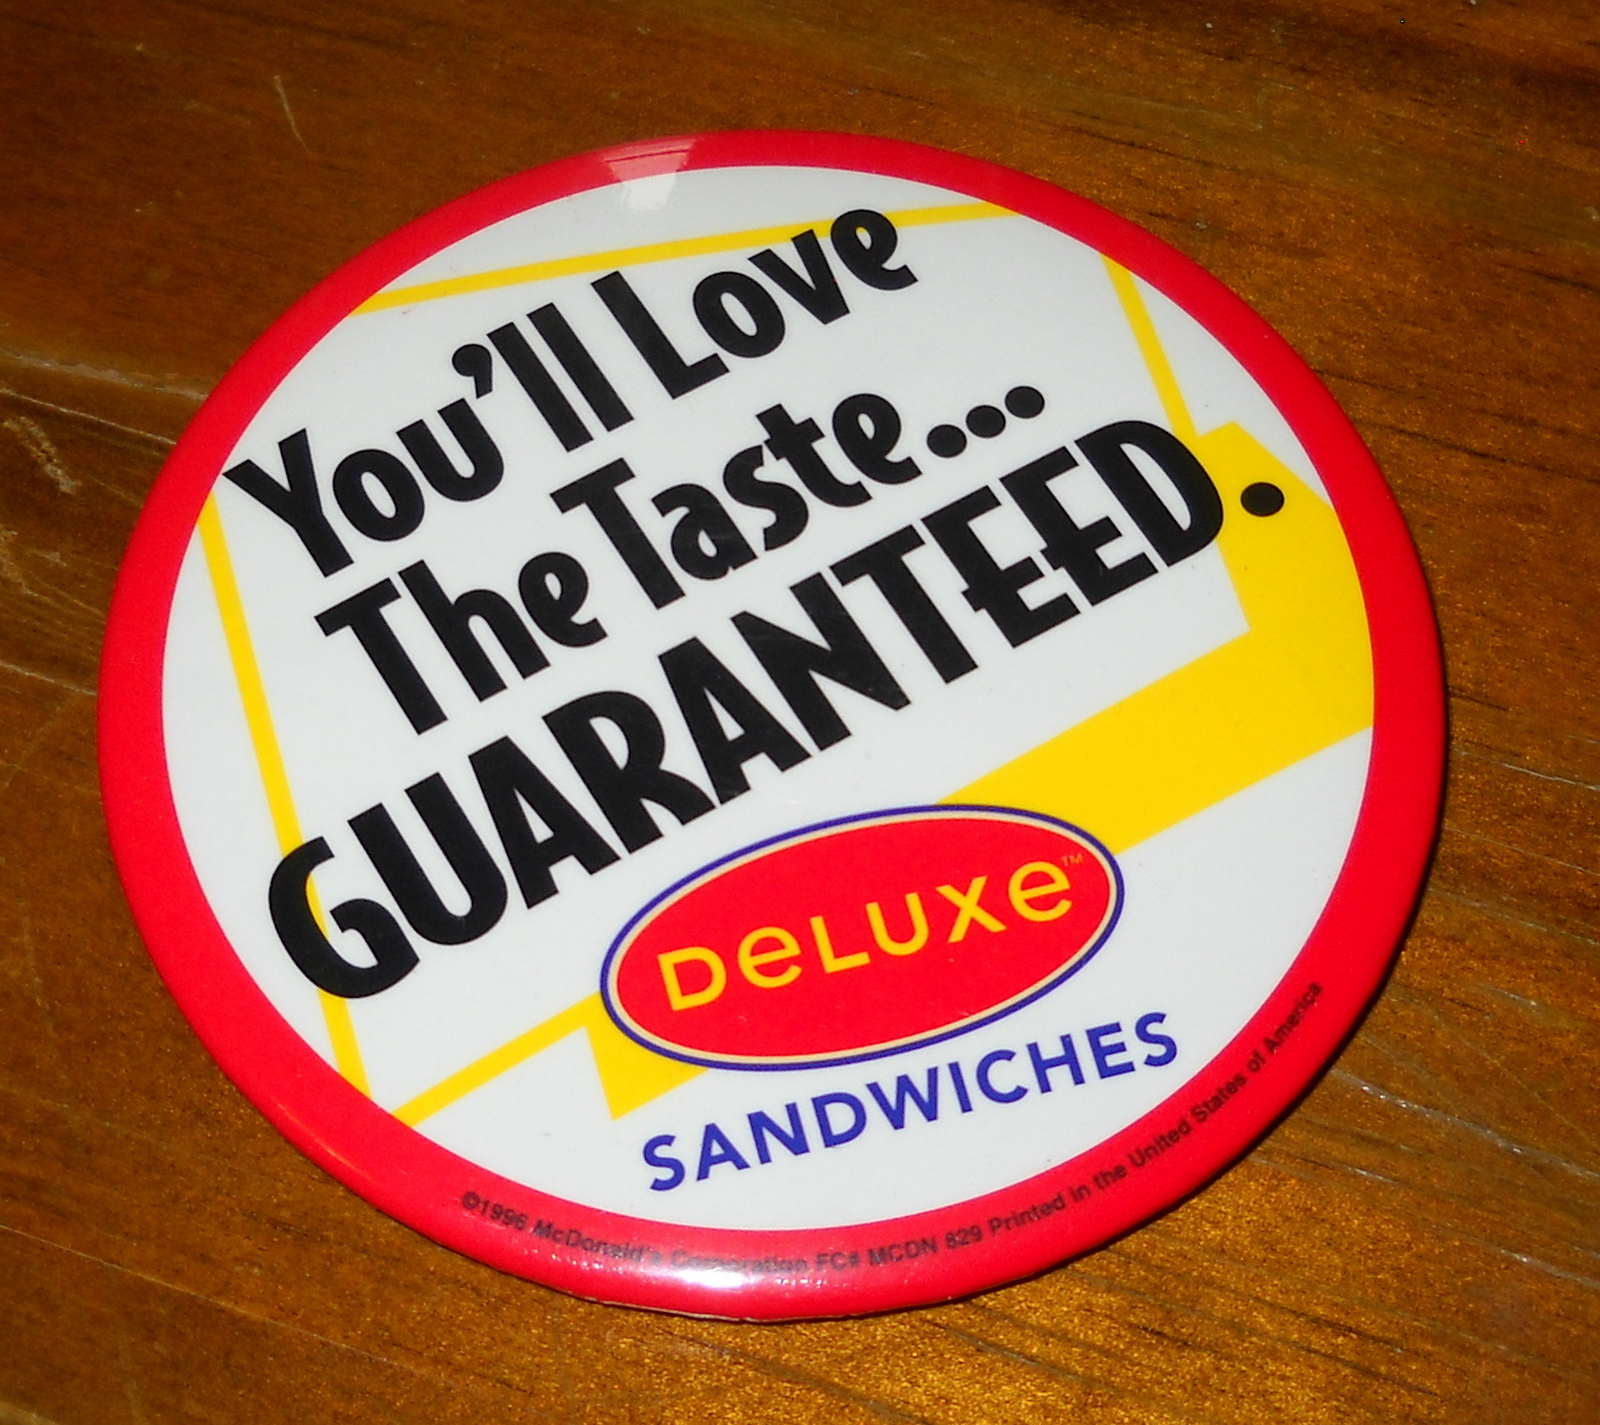 You'll Love
The Taste...
GUARANTEED.
DeLUXe™
SANDWICHES
©1996 McDonald's Corporation FC# MCDN 829 Printed in the United States of America